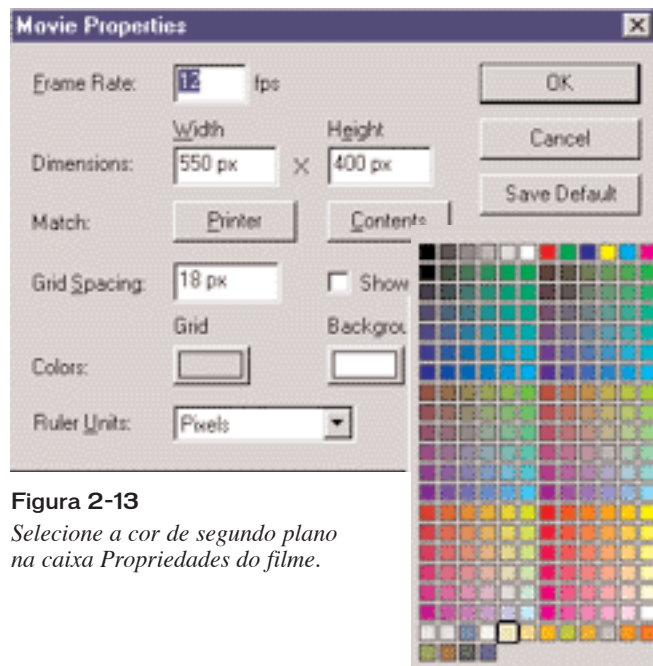 Movie Properties
Frame Rate: 12 fps OK
Width Height Cancel
Dimensions: 550 px × 400 px
Save Default
Match: Printer Contents
Grid Spacing: 18 px Show
Grid
Colors:
Ruler Units: Pixels
Figura 2-13
Selecione a cor de segundo plano
na caixa Propriedades do filme.